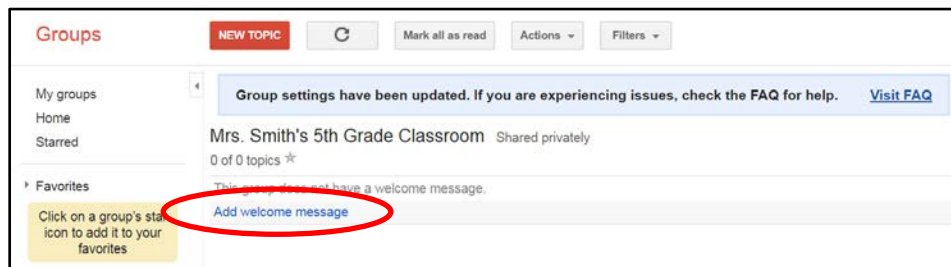 Groups
NEW TOPIC
Mark all as read
Actions
Filters
My groups
Home
Starred
Favorites
Click on a group's star
icon to add it to your
favorites
Group settings have been updated. If you are experiencing issues, check the FAQ for help. Visit FAQ
Mrs. Smith's 5th Grade Classroom Shared privately
0 of 0 topics
This group does not have a welcome message.
Add welcome message